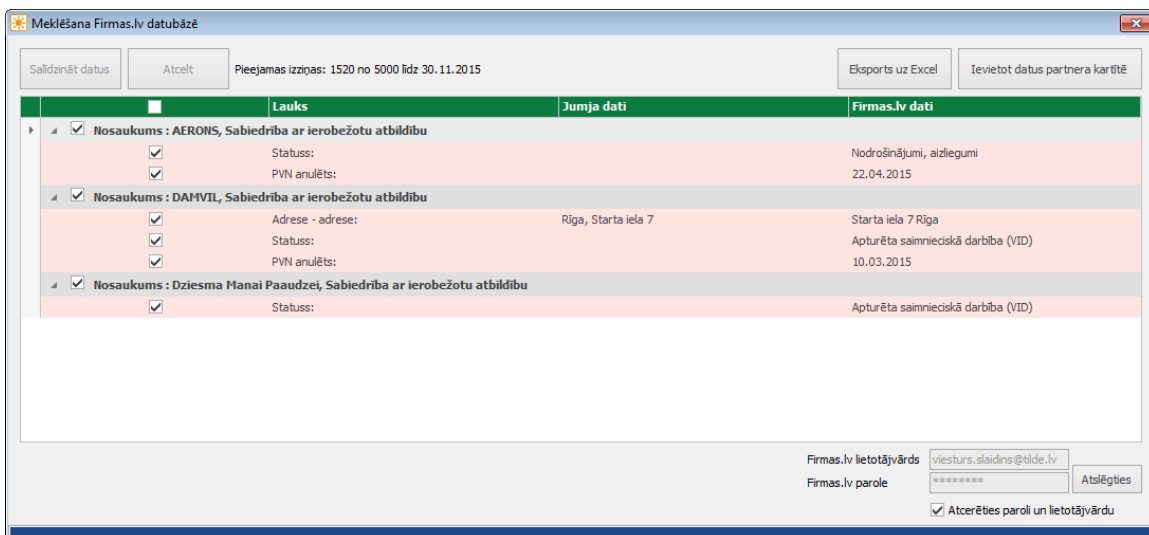 Meklēšana Firmas.lv datubāzē
Salīdzināt datus Atcelt Pieejamas izziņas: 1520 no 5000 līdz 30.11.2015 Eksports uz Excel Ievietot datus partnera kartītē
Lauks Jumja dati Firmas.lv dati
Nosaukums : AERONS, Sabiedrība ar ierobežotu atbildību
Statuss: Nodrošinājumi, aizliegumi
PVN anulēts: 22.04.2015
Nosaukums : DAMVIL, Sabiedrība ar ierobežotu atbildību
Adrese - adrese: Rīga, Starta iela 7 Starta iela 7 Rīga
Statuss: Apturēta saimnieciskā darbība (VID)
PVN anulēts: 10.03.2015
Nosaukums : Dziesma Manai Paaudzei, Sabiedrība ar ierobežotu atbildību
Statuss: Apturēta saimnieciskā darbība (VID)
Firmas.lv lietotājvārds viesturs.slaidins@tilde.lv
Firmas.lv parole ******** Atslēgties
Atcerēties paroli un lietotājvārdu